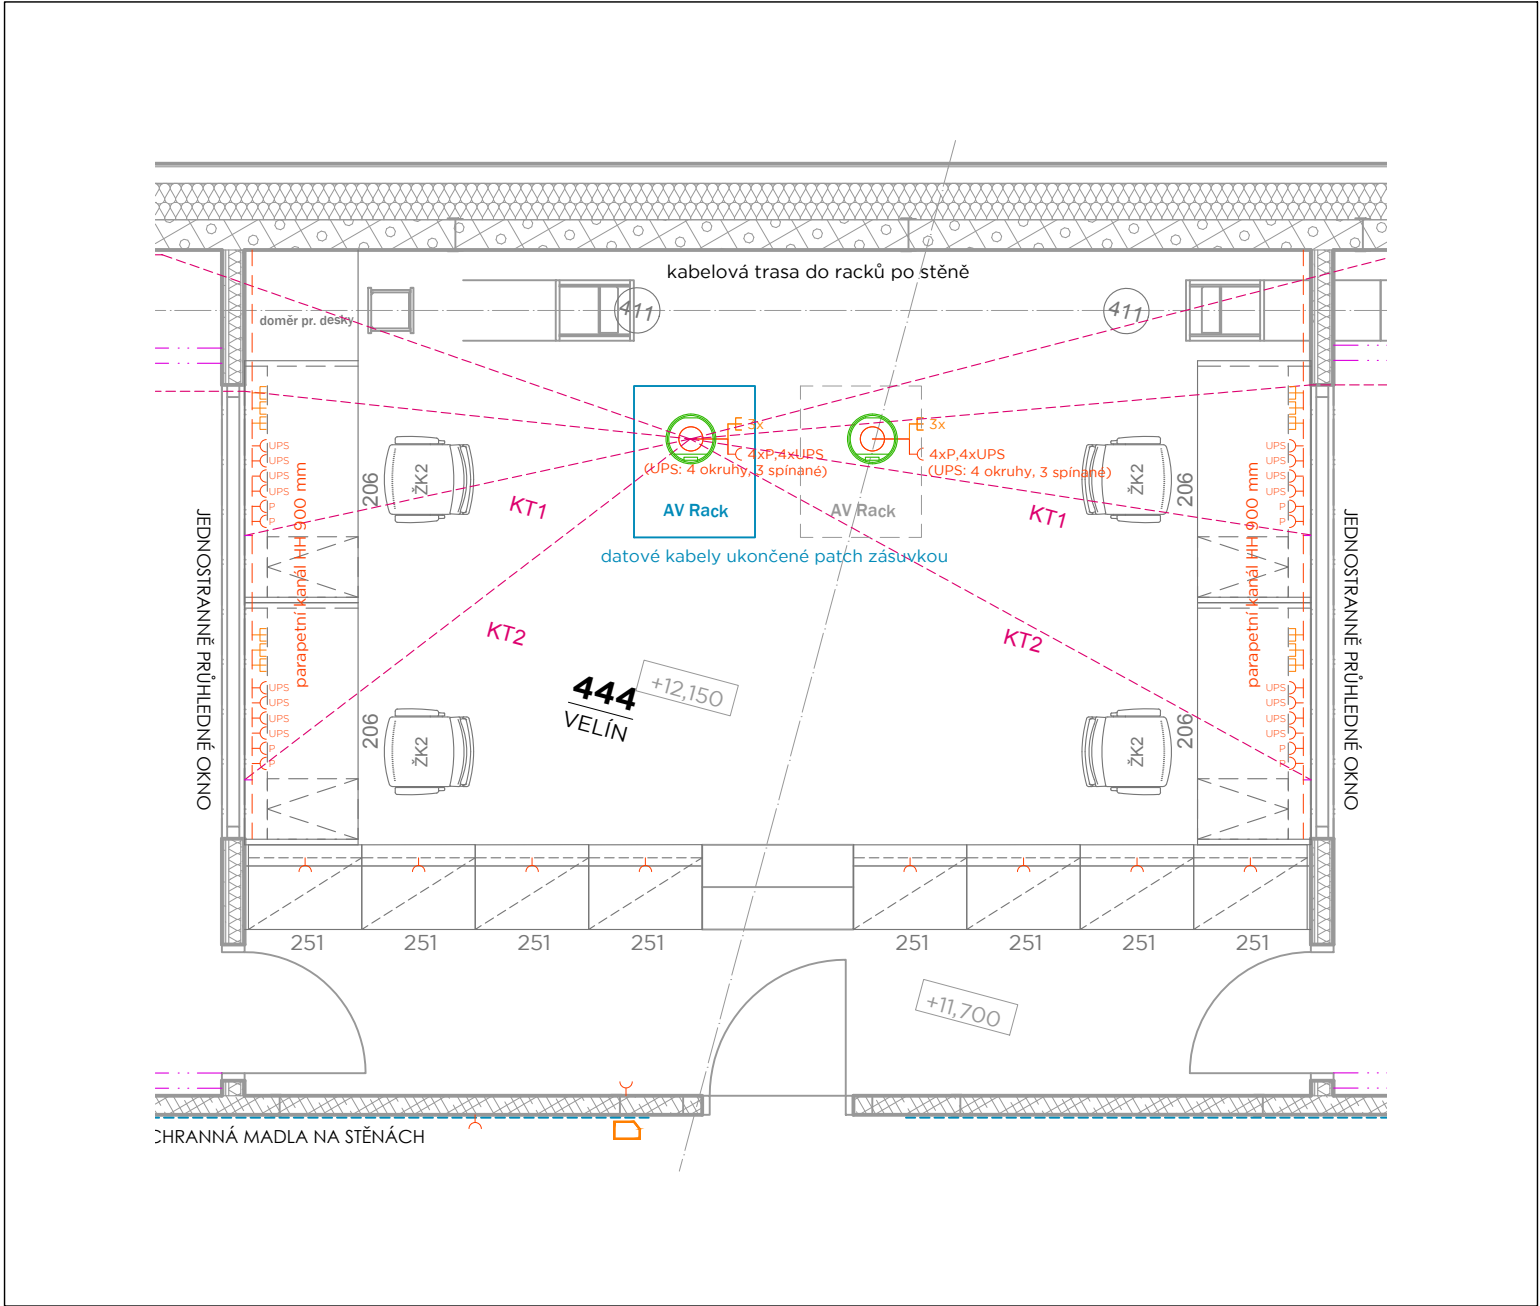 kabelová trasa do racků po stěně
411
411
doměr pr. desky
3x
4xP,4xUPS
(UPS: 4 okruhy, 3 spínané)
AV Rack
3x
4xP,4xUPS
(UPS: 4 okruhy, 3 spínané)
AV Rack
datové kabely ukončené patch zásuvkou
UPS
UPS
UPS
UPS
P
P
parapetní kanál HH 900 mm
206
ŽK2
KT1
KT1
ŽK2
206
UPS
UPS
UPS
UPS
P
P
parapetní kanál HH 900 mm
JEDNOSTRANNĚ PRŮHLEDNÉ OKNO
JEDNOSTRANNĚ PRŮHLEDNÉ OKNO
KT2
KT2
444
VELÍN
+12,150
UPS
UPS
UPS
UPS
P
P
206
ŽK2
ŽK2
206
UPS
UPS
UPS
UPS
P
P
251
251
251
251
251
251
251
251
+11,700
CHRANNÁ MADLA NA STĚNÁCH